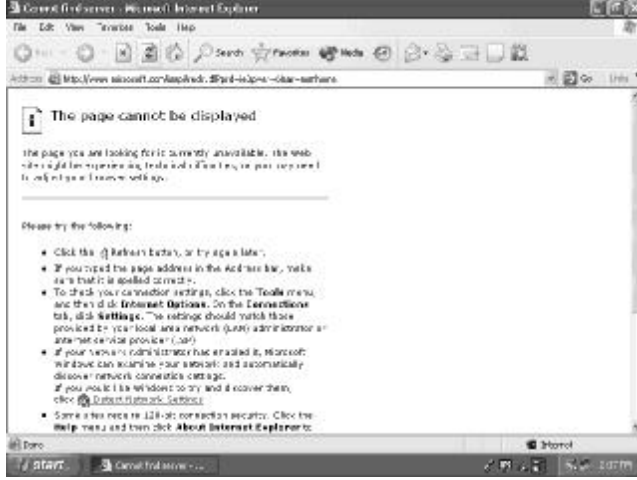 Cannot find server - Microsoft Internet Explorer
File Edit View Favorites Tools Help
Search Favorites Media
Address Go Links
The page cannot be displayed
The page you are looking for is currently unavailable. The Web
site might be experiencing technical difficulties, or you may need
to adjust your browser settings.
Please try the following:
Click the Refresh button, or try again later.
If you typed the page address in the Address bar, make
sure that it is spelled correctly.
To check your connection settings, click the Tools menu,
and then click Internet Options. On the Connections
tab, click Settings. The settings should match those
provided by your local area network (LAN) administrator or
Internet service provider (ISP).
If your Network Administrator has enabled it, Microsoft
Windows can examine your network and automatically
discover network connection settings.
If you would like Windows to try and discover them,
click Detect Network Settings
Some sites require 128-bit connection security. Click the
Help menu and then click About Internet Explorer to
Done Internet
start Cannot find server - ...